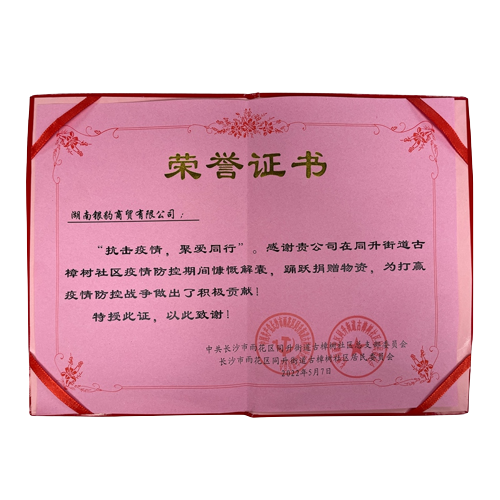 荣誉证书
湖南银豹商贸有限公司：
“抗击疫情，聚爱同行”。感谢贵公司在同升街道古
樟树社区疫情防控期间慷慨解囊，踊跃捐赠物资，为打赢
疫情防控战争做出了积极贡献！
特授此证，以此致谢！
中共长沙市雨花区同升街道古樟树社区总支部委员会
长沙市雨花区同升街道古樟树社区居民委员会
2022年5月7日